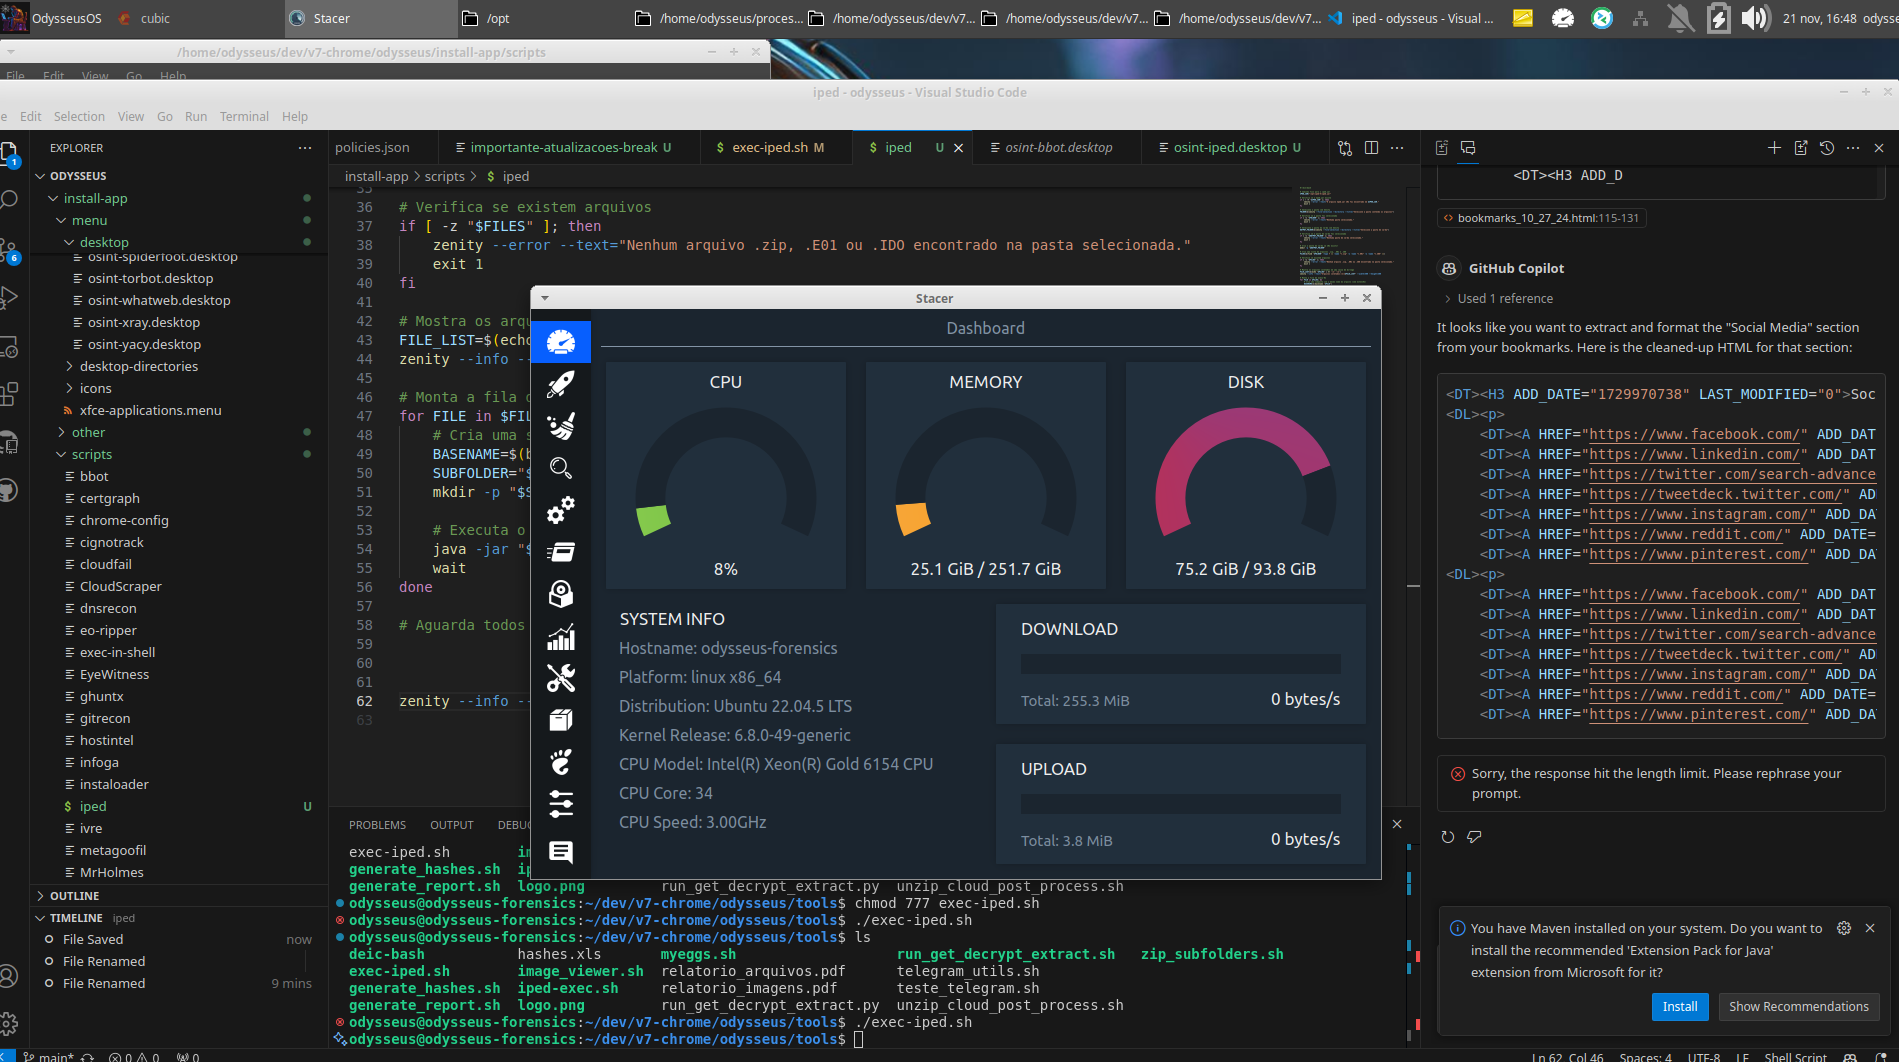 OdysseusOS
cubic
Stacer
/opt
/home/odysseus/proces...
/home/odysseus/dev/v7...
/home/odysseus/dev/v7...
/home/odysseus/dev/v7...
iped - odysseus - Visual ...
21 nov, 16:48
odysse
/home/odysseus/dev/v7-chrome/odysseus/install-app/scripts
File Edit View Go Help
iped - odysseus - Visual Studio Code
e Edit Selection View Go Run Terminal Help
EXPLORER
ODYSSEUS
install-app
menu
desktop
osint-spiderfoot.desktop
osint-torbot.desktop
osint-whatweb.desktop
osint-xray.desktop
osint-yacy.desktop
desktop-directories
icons
xfce-applications.menu
other
scripts
bbot
certgraph
chrome-config
cignotrack
cloudfail
CloudScraper
dnsrecon
eo-ripper
exec-in-shell
EyeWitness
ghuntx
gitrecon
hostintel
infoga
instaloader
iped U
ivre
metagoofil
MrHolmes
OUTLINE
TIMELINE iped
File Saved now
File Renamed
File Renamed 9 mins
1
6
policies.json
importante-atualizacoes-break U
$ exec-iped.sh M
$ iped U
osint-bbot.desktop
osint-iped.desktop U
install-app > scripts > $ iped
35
36 # Verifica se existem arquivos
37 if [ -z "$FILES" ]; then
38 zenity --error --text="Nenhum arquivo .zip, .E01 ou .IDO encontrado na pasta selecionada."
39 exit 1
40 fi
41
42 # Mostra os arqu
43 FILE_LIST=$(echo
44 zenity --info --
45
46 # Monta a fila d
47 for FILE in $FIL
48 # Cria uma s
49 BASENAME=$(b
50 SUBFOLDER="$
51 mkdir -p "$S
52
53 # Executa o
54 java -jar "$
55 wait
56 done
57
58 # Aguarda todos
59
60
61
62 zenity --info --
63
Stacer
Dashboard
CPU
8%
MEMORY
25.1 GiB / 251.7 GiB
DISK
75.2 GiB / 93.8 GiB
SYSTEM INFO
Hostname: odysseus-forensics
Platform: linux x86_64
Distribution: Ubuntu 22.04.5 LTS
Kernel Release: 6.8.0-49-generic
CPU Model: Intel(R) Xeon(R) Gold 6154 CPU
CPU Core: 34
CPU Speed: 3.00GHz
DOWNLOAD
Total: 255.3 MiB 0 bytes/s
UPLOAD
Total: 3.8 MiB 0 bytes/s
PROBLEMS OUTPUT DEBU
exec-iped.sh im
generate_hashes.sh ip
generate_report.sh logo.png run_get_decrypt_extract.py unzip_cloud_post_process.sh
odysseus@odysseus-forensics:~/dev/v7-chrome/odysseus/tools$ chmod 777 exec-iped.sh
odysseus@odysseus-forensics:~/dev/v7-chrome/odysseus/tools$ ./exec-iped.sh
odysseus@odysseus-forensics:~/dev/v7-chrome/odysseus/tools$ ls
deic-bash hashes.xls myeggs.sh run_get_decrypt_extract.sh zip_subfolders.sh
exec-iped.sh image_viewer.sh relatorio_arquivos.pdf telegram_utils.sh
generate_hashes.sh iped-exec.sh relatorio_imagens.pdf teste_telegram.sh
generate_report.sh logo.png run_get_decrypt_extract.py unzip_cloud_post_process.sh
odysseus@odysseus-forensics:~/dev/v7-chrome/odysseus/tools$ ./exec-iped.sh
odysseus@odysseus-forensics:~/dev/v7-chrome/odysseus/tools$
<DT><H3 ADD_D
bookmarks_10_27_24.html:115-131
GitHub Copilot
Used 1 reference
It looks like you want to extract and format the "Social Media" section
from your bookmarks. Here is the cleaned-up HTML for that section:
<DT><H3 ADD_DATE="1729970738" LAST_MODIFIED="0">Soc
<DL><p>
<DT><A HREF="https://www.facebook.com/" ADD_DAT
<DT><A HREF="https://www.linkedin.com/" ADD_DAT
<DT><A HREF="https://twitter.com/search-advance
<DT><A HREF="https://tweetdeck.twitter.com/" AD
<DT><A HREF="https://www.instagram.com/" ADD_DA
<DT><A HREF="https://www.reddit.com/" ADD_DATE=
<DT><A HREF="https://www.pinterest.com/" ADD_DA
<DL><p>
<DT><A HREF="https://www.facebook.com/" ADD_DAT
<DT><A HREF="https://www.linkedin.com/" ADD_DAT
<DT><A HREF="https://twitter.com/search-advance
<DT><A HREF="https://tweetdeck.twitter.com/" AD
<DT><A HREF="https://www.instagram.com/" ADD_DA
<DT><A HREF="https://www.reddit.com/" ADD_DATE=
<DT><A HREF="https://www.pinterest.com/" ADD_DA
Sorry, the response hit the length limit. Please rephrase your
prompt.
You have Maven installed on your system. Do you want to
install the recommended 'Extension Pack for Java'
extension from Microsoft for it?
Install
Show Recommendations
main* 0 0 0
Ln 62, Col 46 Spaces: 4 UTF-8 LF Shell Script